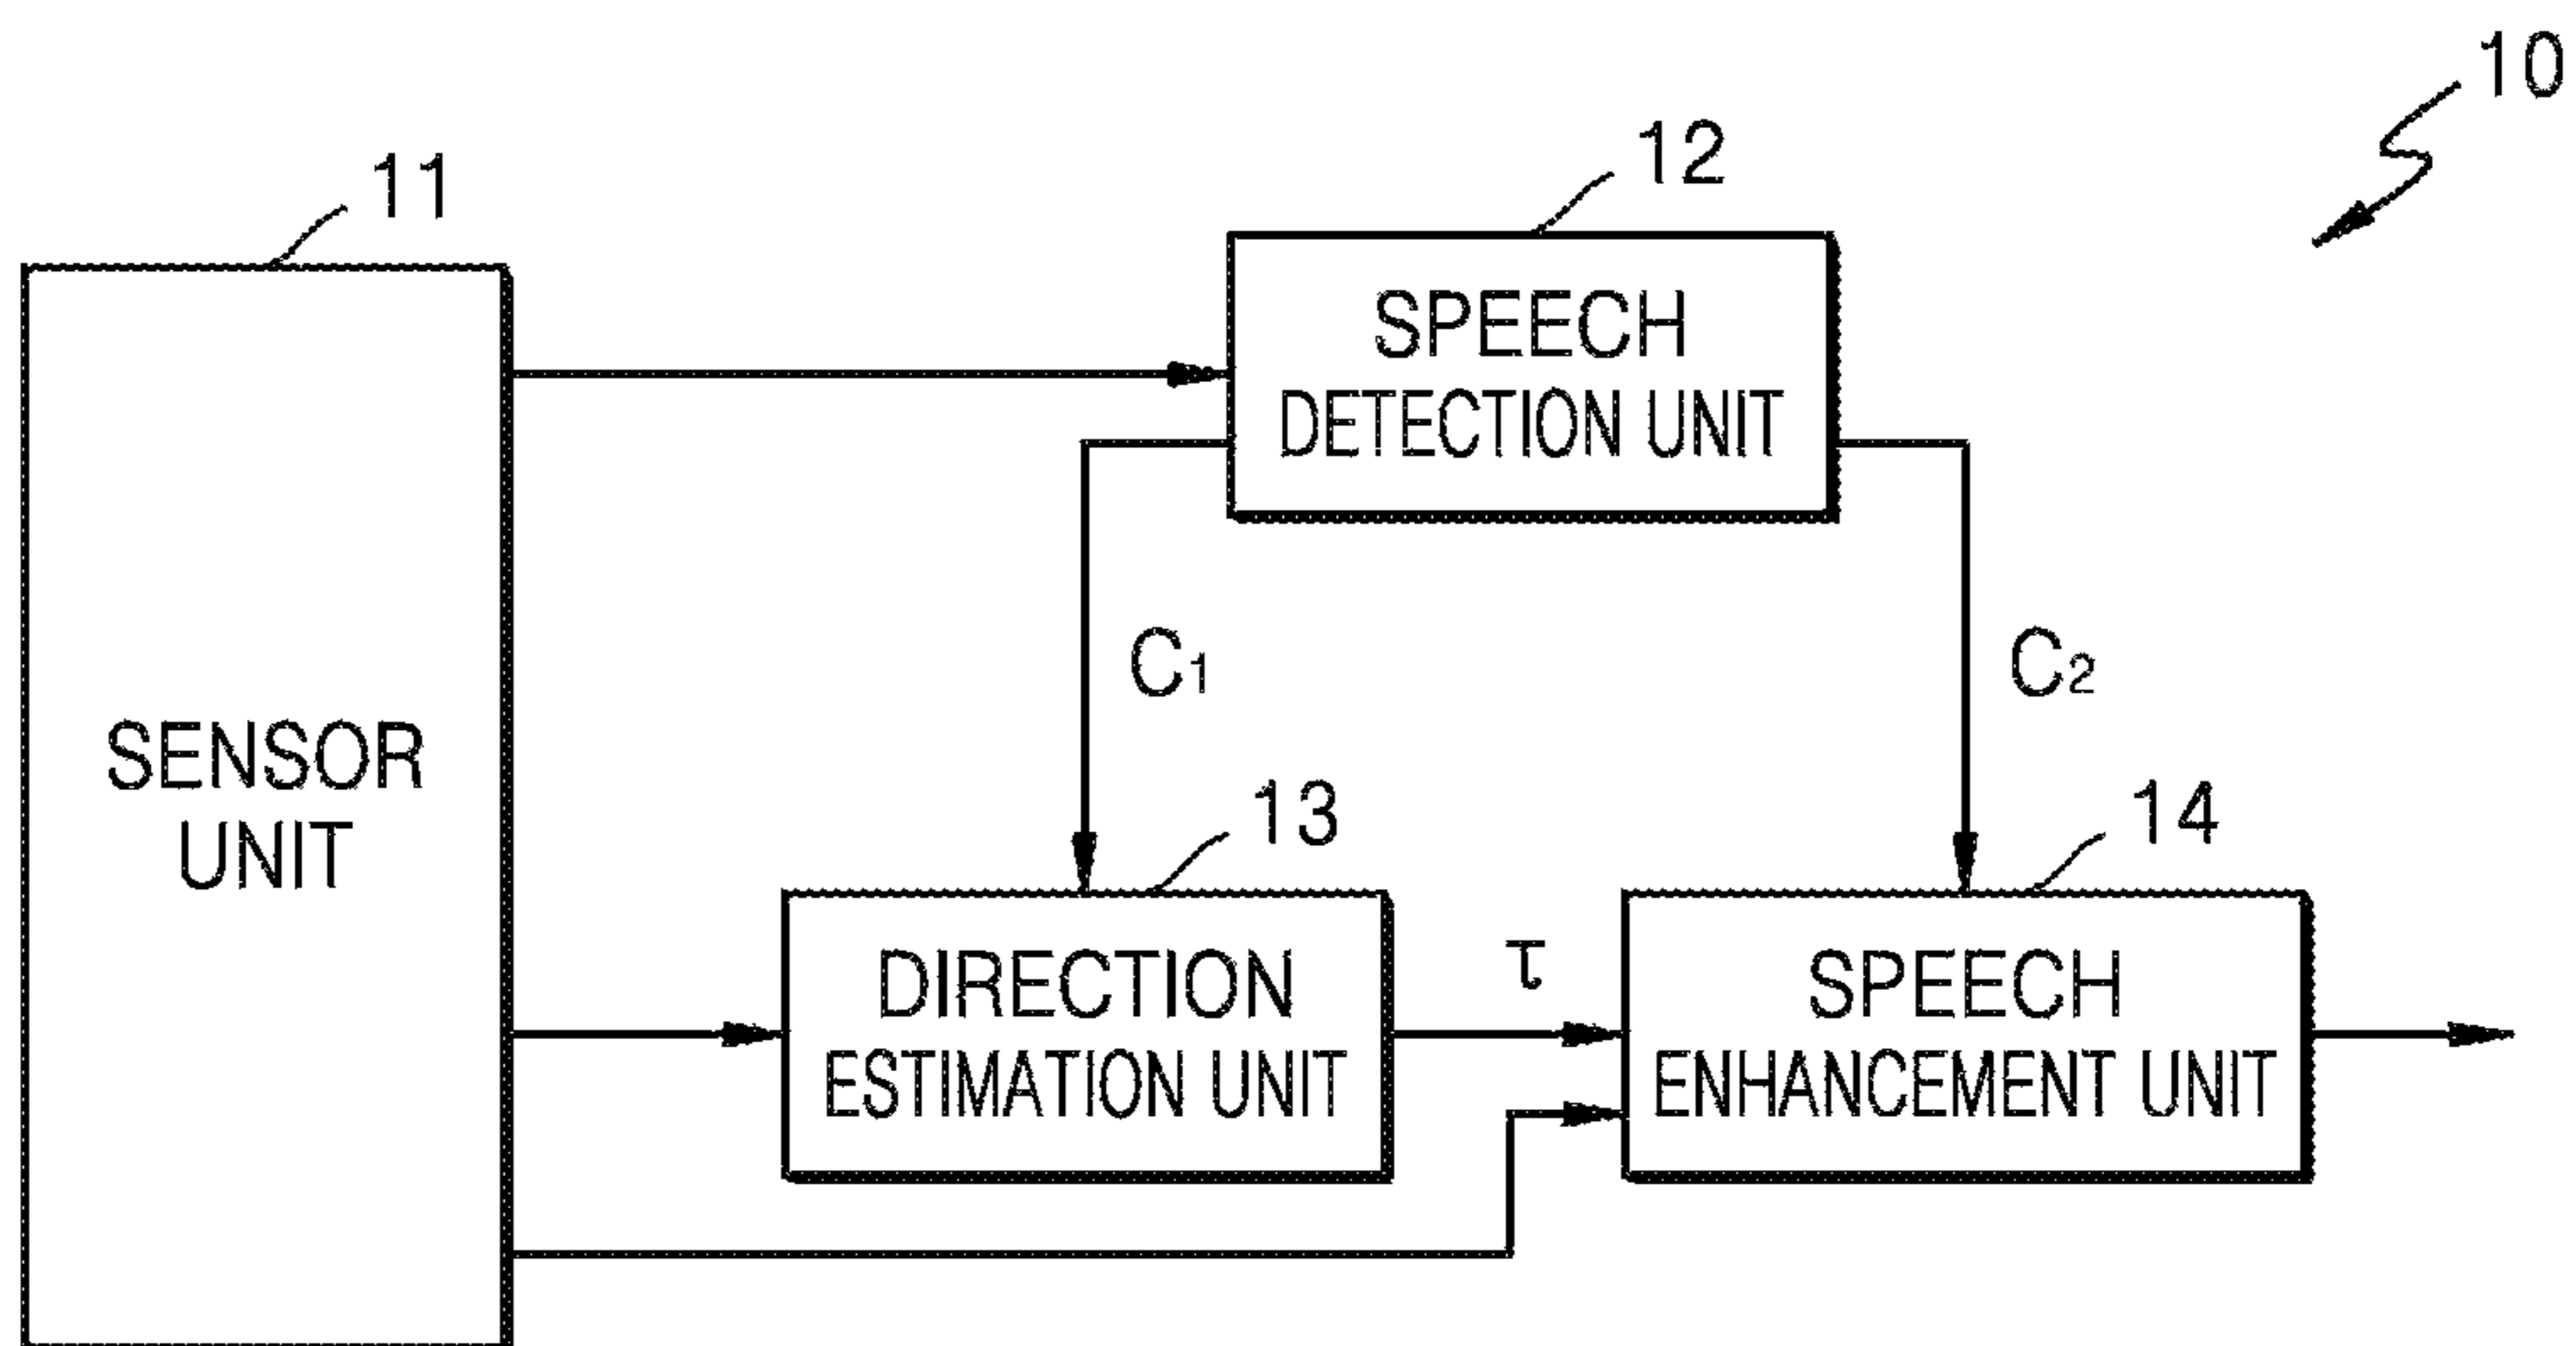 10
11
12
SPEECH
DETECTION UNIT
C₁
C₂
SENSOR
UNIT
13
14
DIRECTION
ESTIMATION UNIT
τ
SPEECH
ENHANCEMENT UNIT